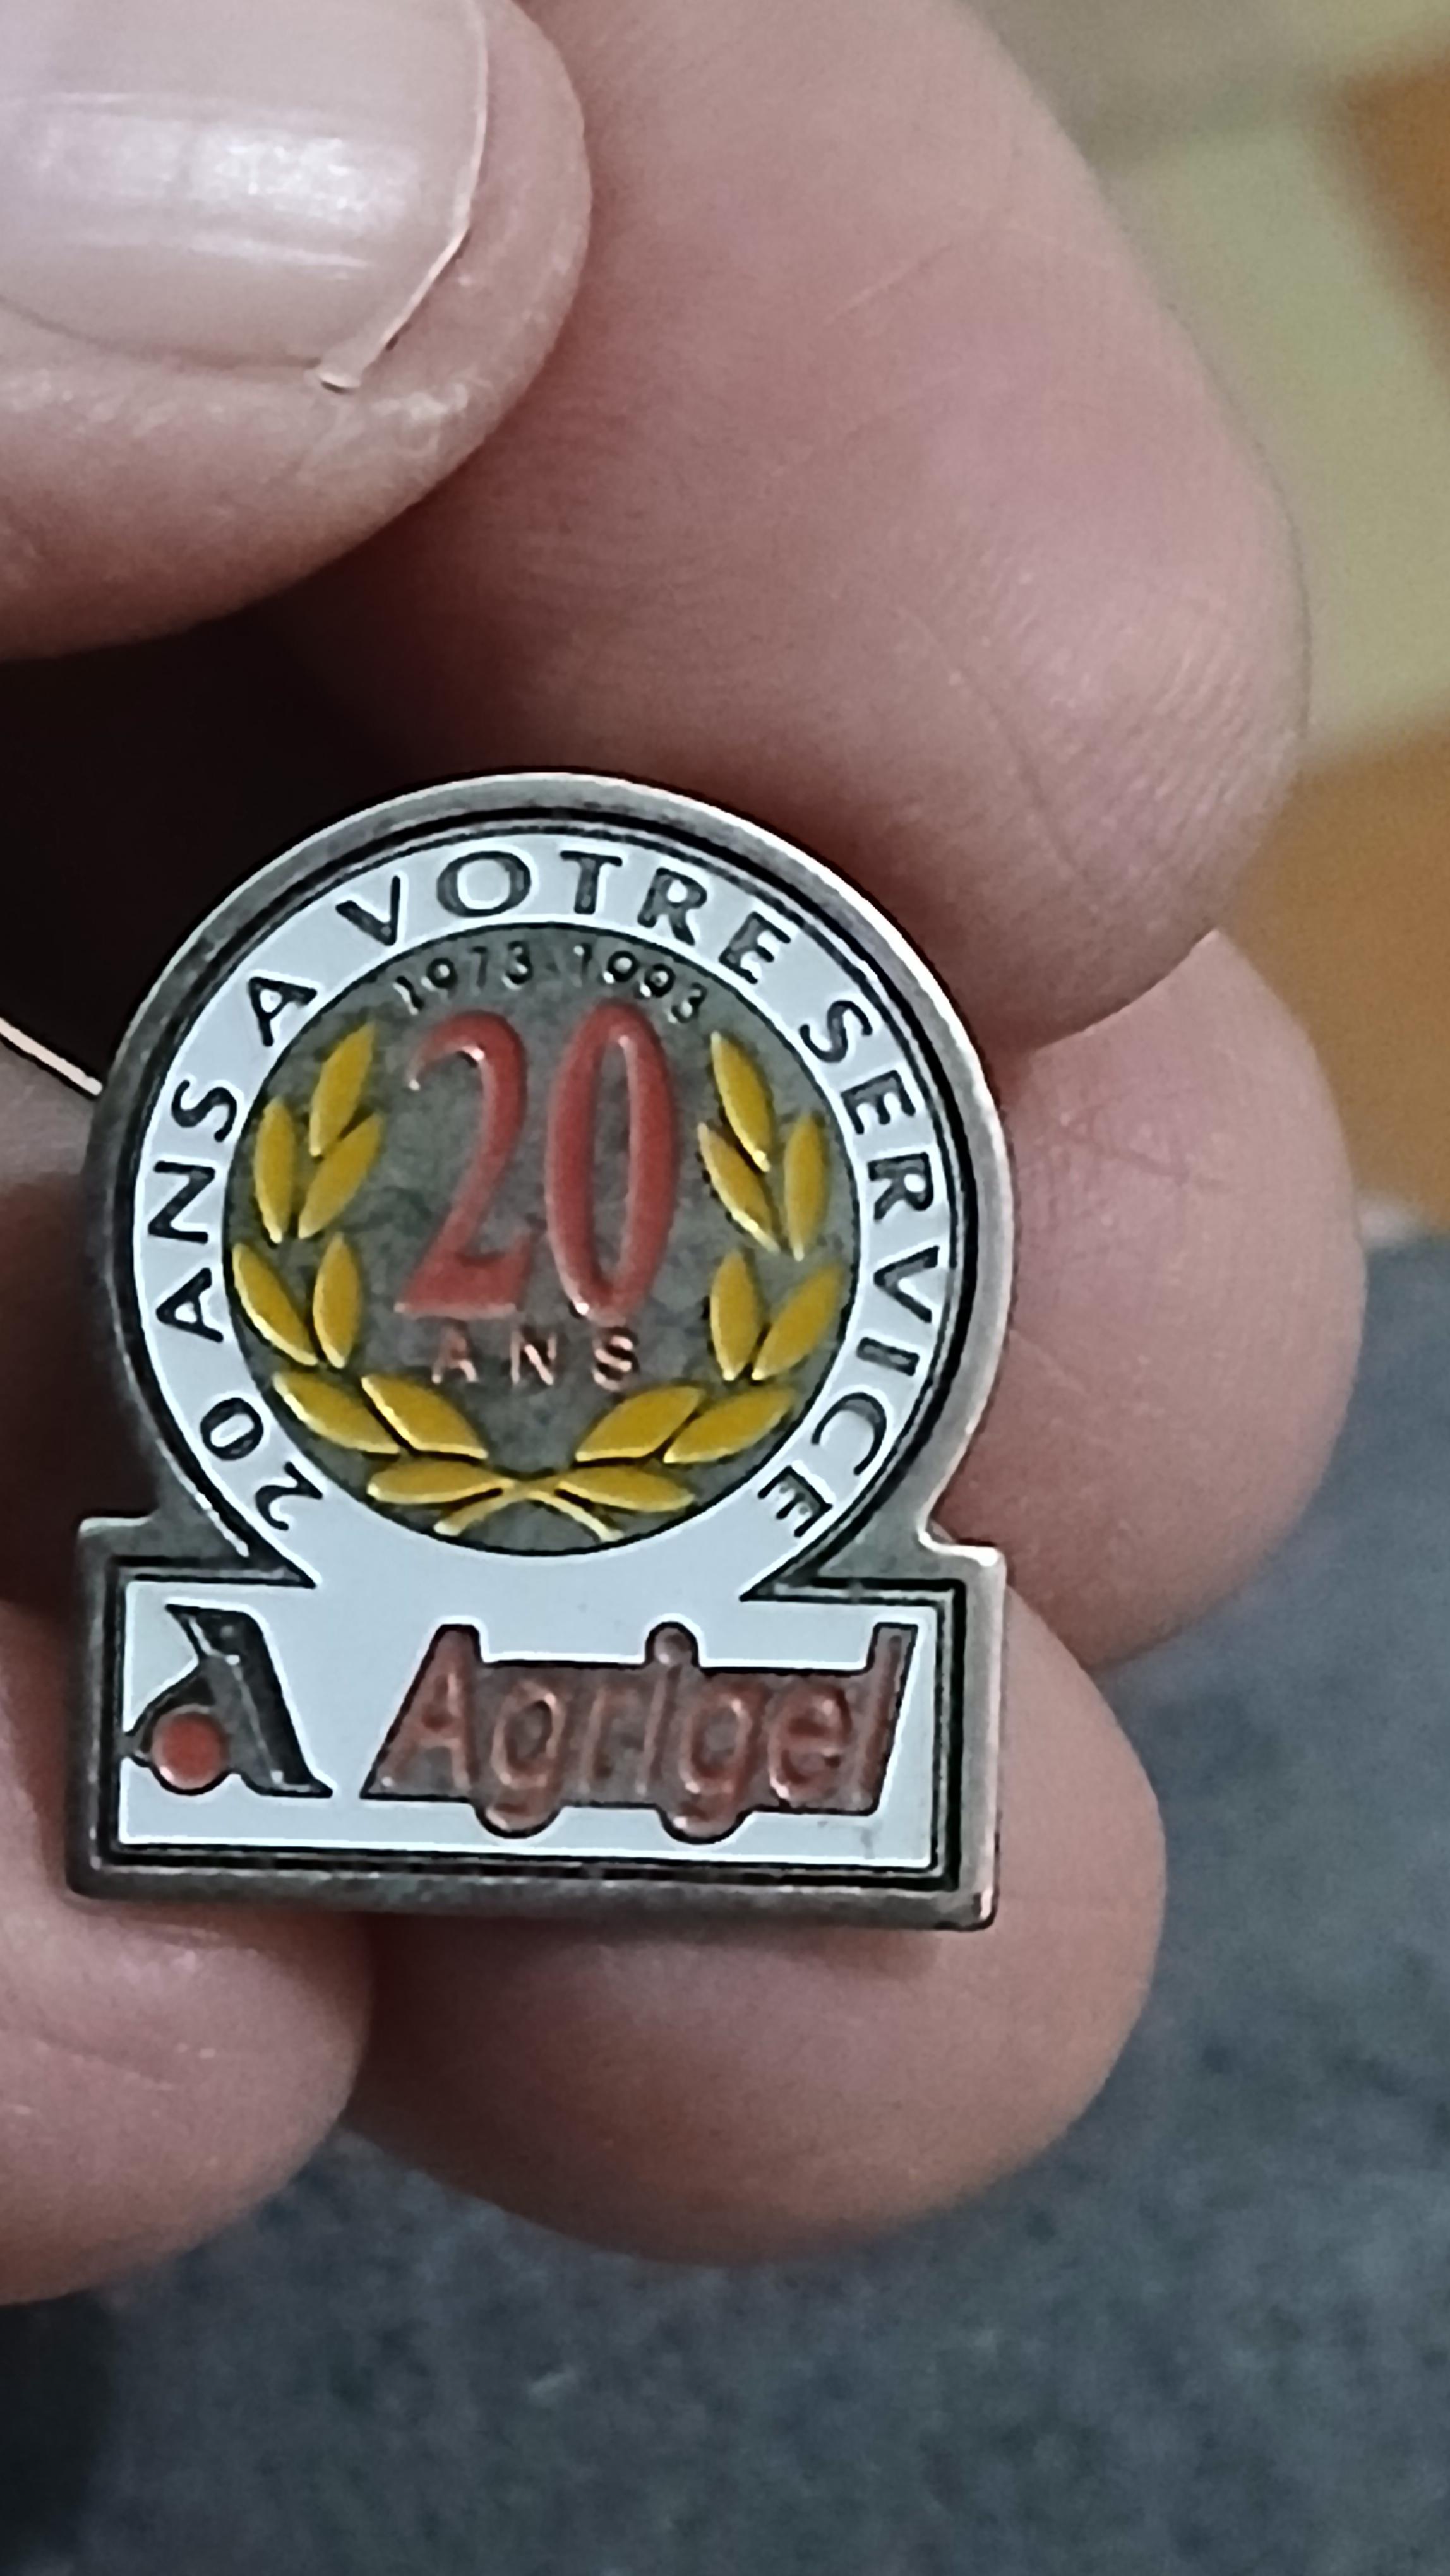 20 ANS A VOTRE SERVICE
1973 1993
20
ANS
Agrigel